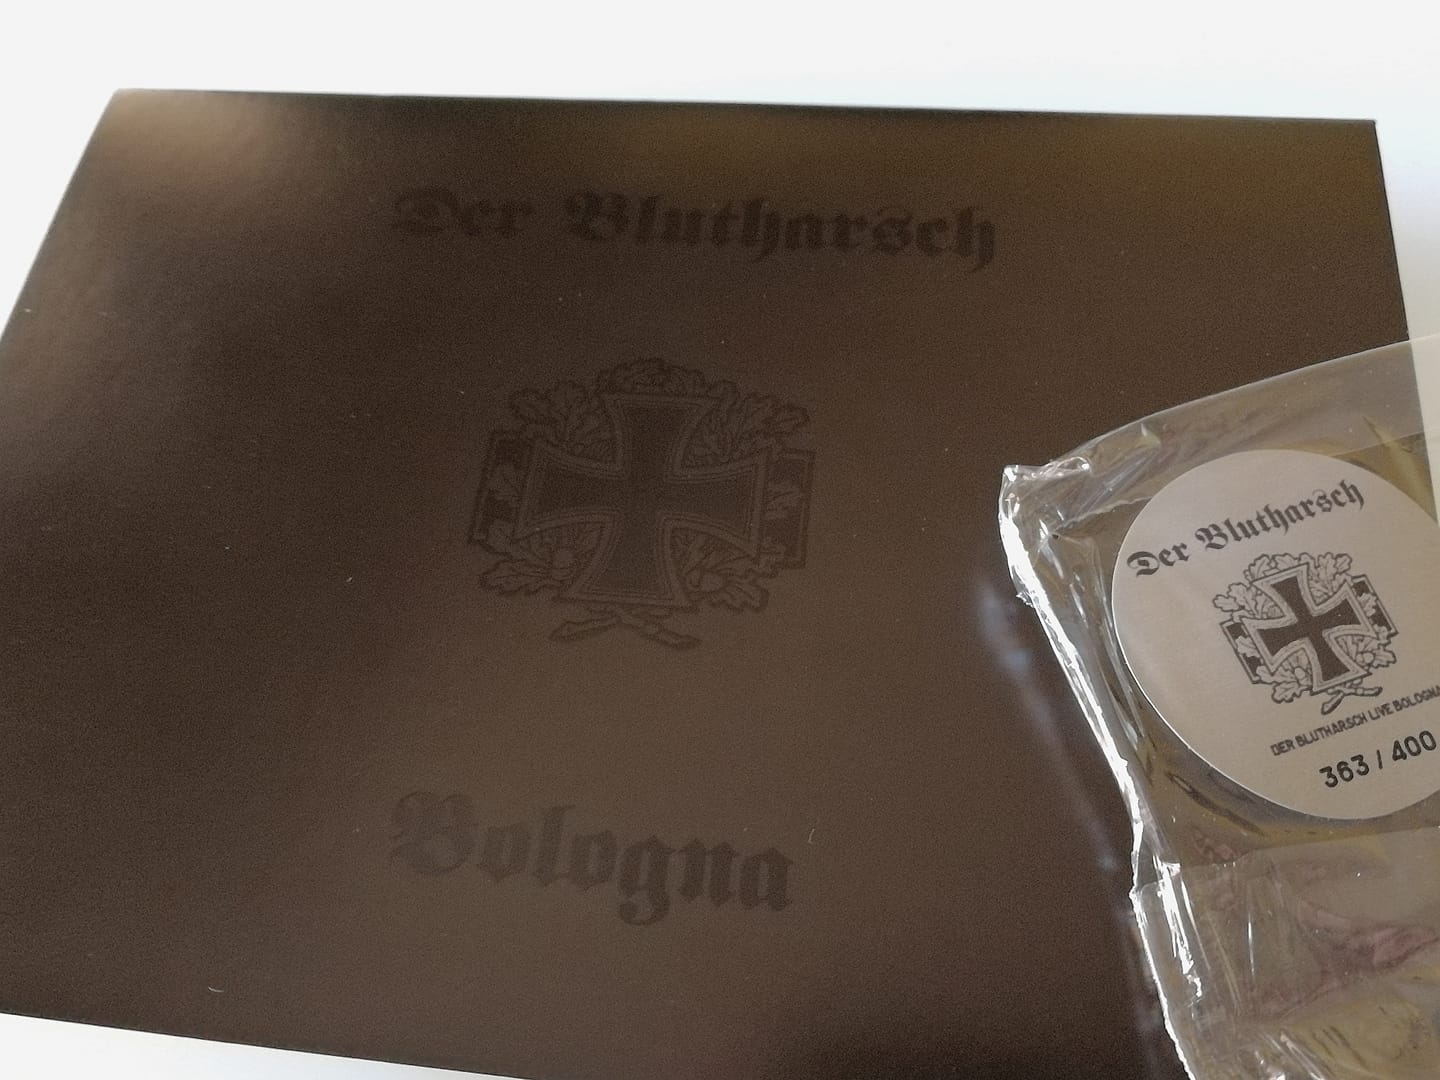 Der Blutharsch
Bologna
Der Blutharsch
DER BLUTHARSCH LIVE BOLOGNA
363 / 400